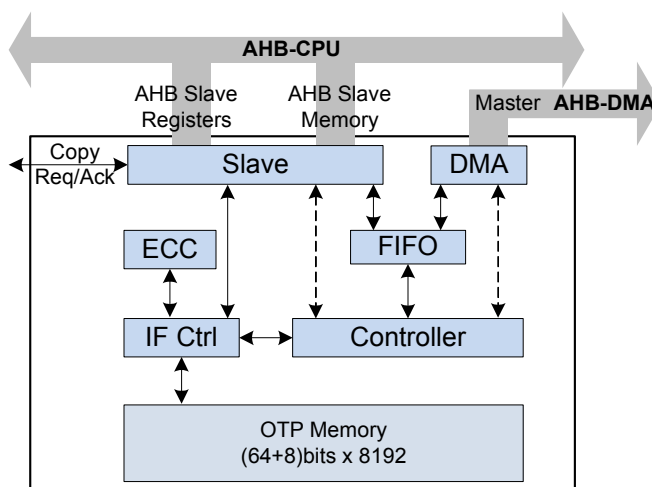 AHB-CPU
AHB Slave
Registers
AHB Slave
Memory
Master AHB-DMA
Copy
Req/Ack
Slave
DMA
ECC
FIFO
IF Ctrl
Controller
OTP Memory
(64+8)bits x 8192